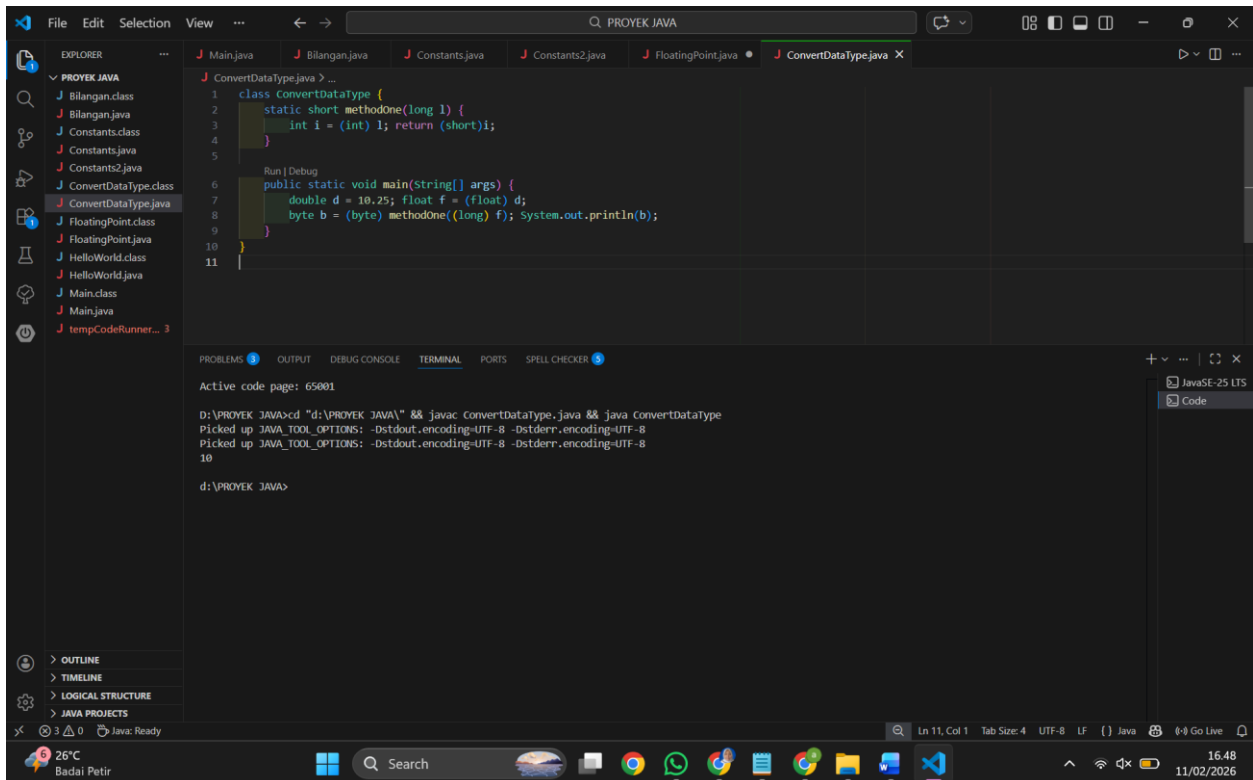 File Edit Selection View ... PROYEK JAVA
EXPLORER ...
PROYEK JAVA
J Bilangan.class
J Bilangan.java
J Constants.class
J Constants.java
J Constants2.java
J ConvertDataType.class
J ConvertDataType.java
J FloatingPoint.class
J FloatingPoint.java
J HelloWorld.class
J HelloWorld.java
J Main.class
J Main.java
J tempCodeRunner... 3
1
1
J Main.java J Bilangan.java J Constants.java J Constants2.java J FloatingPoint.java J ConvertDataType.java
J ConvertDataType.java > ...
1 class ConvertDataType {
2 static short methodOne(long l) {
3 int i = (int) l; return (short)i;
4 }
5
Run | Debug
6 public static void main(String[] args) {
7 double d = 10.25; float f = (float) d;
8 byte b = (byte) methodOne((long) f); System.out.println(b);
9 }
10 }
11
PROBLEMS 3 OUTPUT DEBUG CONSOLE TERMINAL PORTS SPELL CHECKER 5
Active code page: 65001
D:\PROYEK JAVA>cd "d:\PROYEK JAVA\" && javac ConvertDataType.java && java ConvertDataType
Picked up JAVA_TOOL_OPTIONS: -Dstdout.encoding=UTF-8 -Dstderr.encoding=UTF-8
Picked up JAVA_TOOL_OPTIONS: -Dstdout.encoding=UTF-8 -Dstderr.encoding=UTF-8
10
d:\PROYEK JAVA>
JavaSE-25 LTS
Code
OUTLINE
TIMELINE
LOGICAL STRUCTURE
JAVA PROJECTS
3 0 Java: Ready Ln 11, Col 1 Tab Size: 4 UTF-8 LF { } Java Go Live
6 26°C
Badai Petir
Search
16.48
11/02/2026